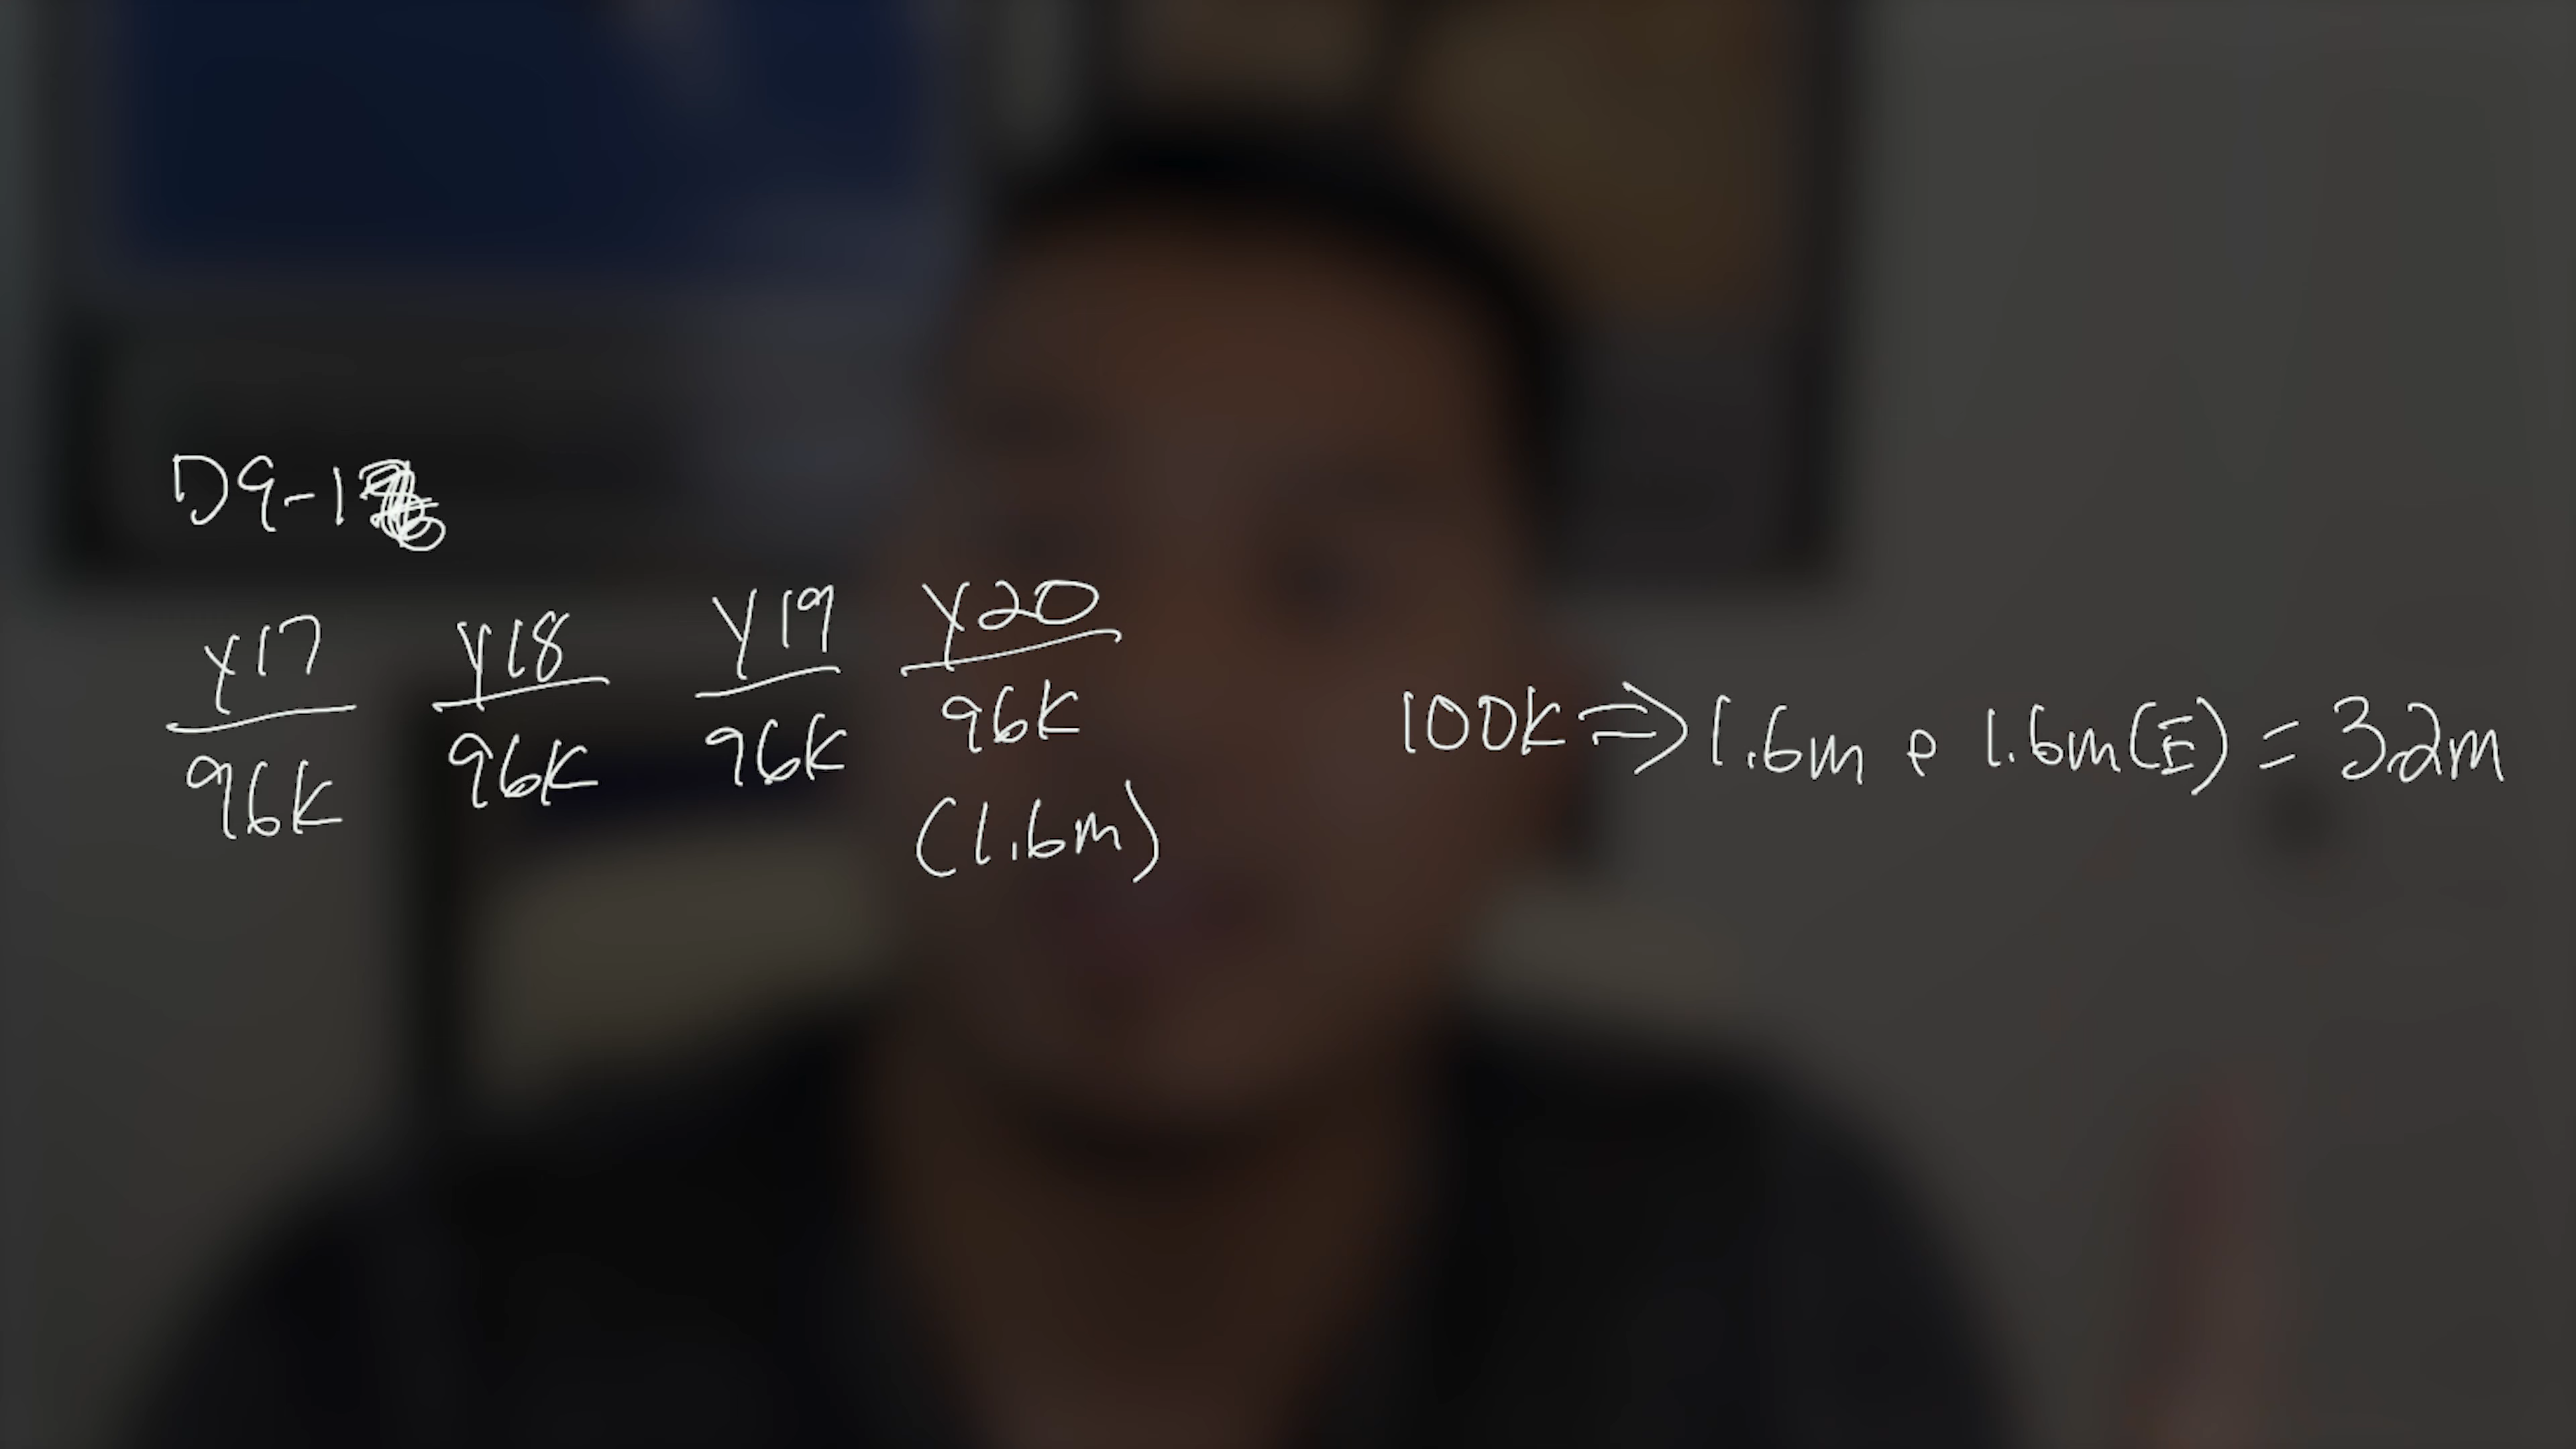 D9-1
Y17 Y18 Y19 Y20
96K 96K 96K 96K
(1.6m)
100K => 1.6m e 1.6m(E) = 3.2m